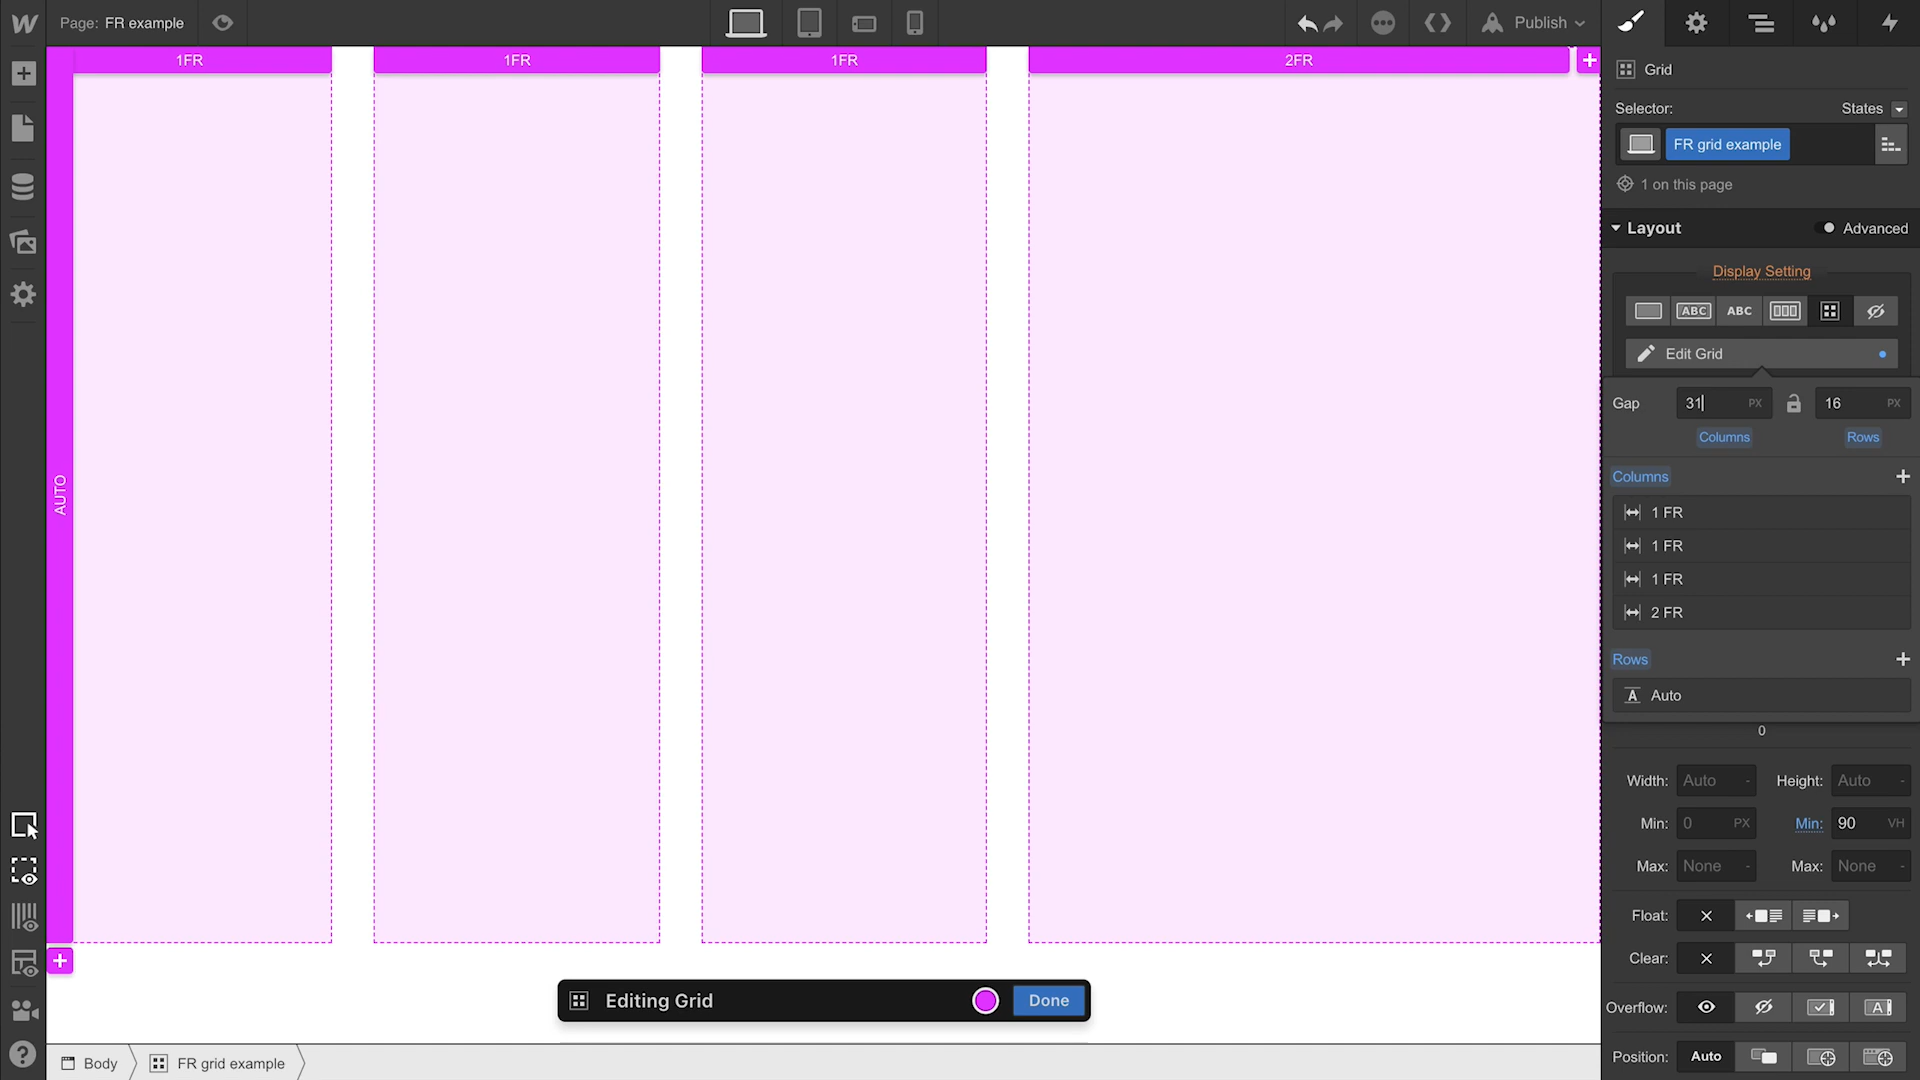 Page: FR example
Publish
1FR
1FR
1FR
2FR
AUTO
Editing Grid
Done
Body
FR grid example
Grid
Selector:
States
FR grid example
1 on this page
Layout
Advanced
Display Setting
ABC
ABC
Edit Grid
Gap
31 PX
16 PX
Columns
Rows
Columns
1 FR
1 FR
1 FR
2 FR
Rows
A Auto
0
Width: Auto -
Height: Auto -
Min: 0 PX
Min: 90 VH
Max: None -
Max: None -
Float:
Clear:
Overflow:
A
Position: Auto